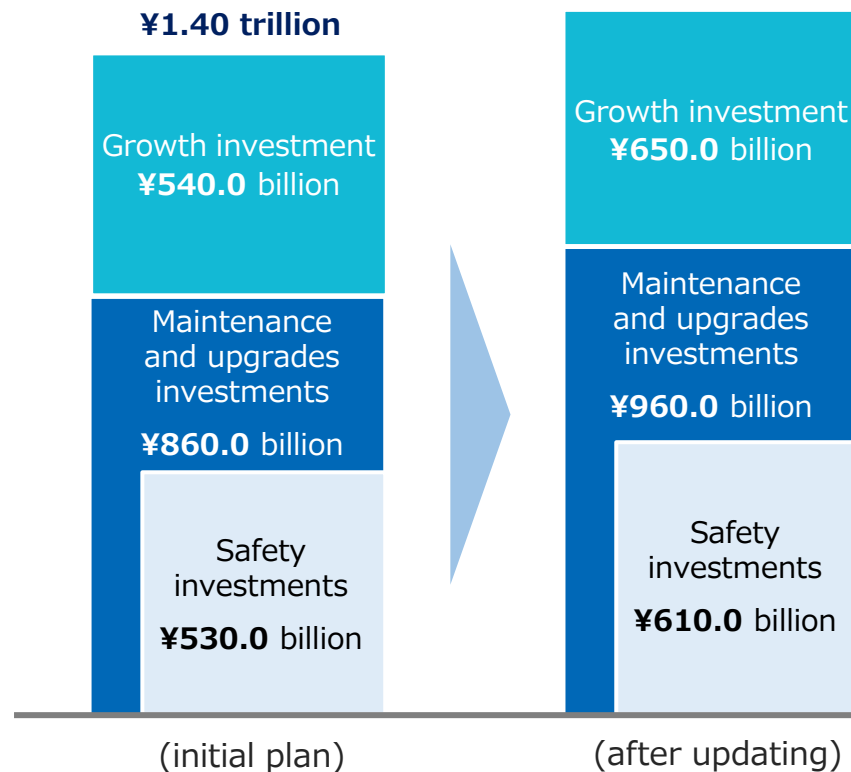 ¥1.40 trillion
Growth investment
¥540.0 billion
Maintenance
and upgrades
investments
¥860.0 billion
Safety
investments
¥530.0 billion
(initial plan)
Growth investment
¥650.0 billion
Maintenance
and upgrades
investments
¥960.0 billion
Safety
investments
¥610.0 billion
(after updating)